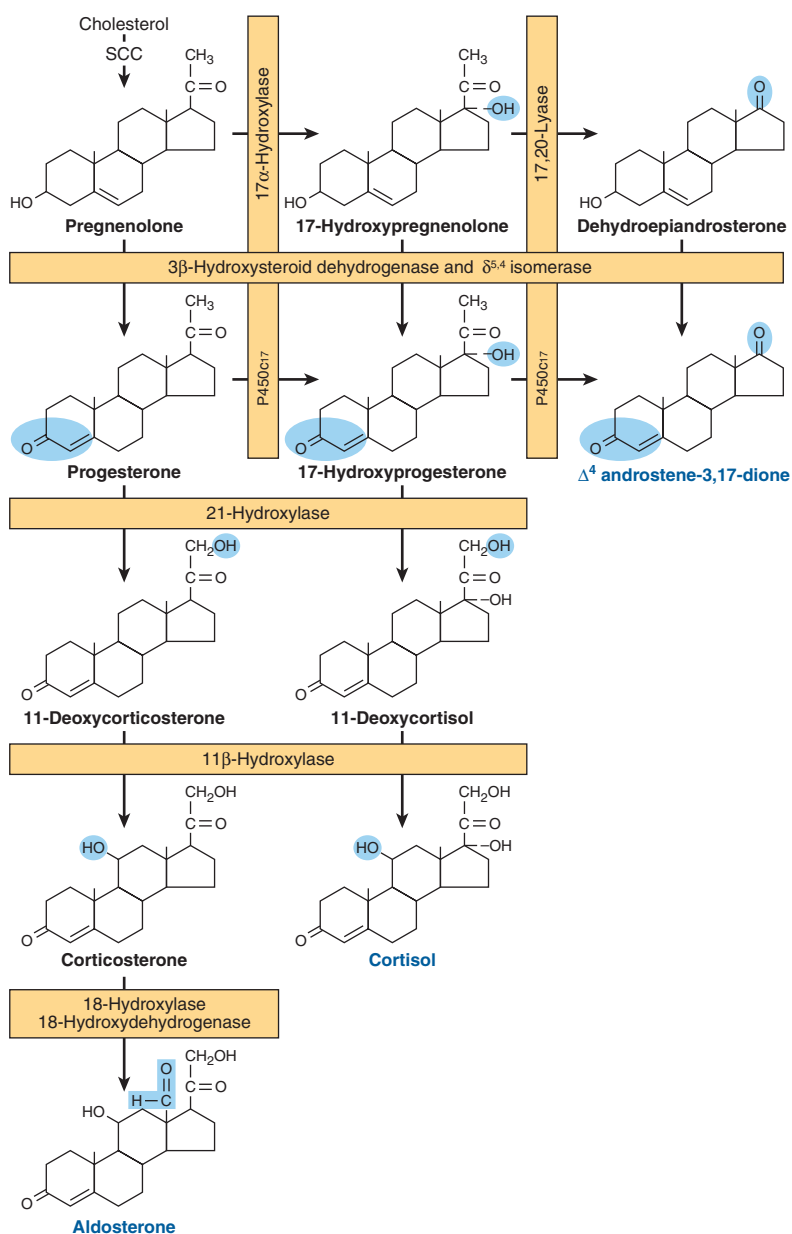 Cholesterol
SCC
CH3
C=O
HO
Pregnenolone
17α-Hydroxylase
CH3
C=O
--OH
HO
17-Hydroxypregnenolone
17,20-Lyase
O
HO
Dehydroepiandrosterone
3β-Hydroxysteroid dehydrogenase and δ5,4 isomerase
CH3
C=O
O
Progesterone
P450c17
CH3
C=O
--OH
O
17-Hydroxyprogesterone
P450c17
O
O
Δ4 androstene-3,17-dione
21-Hydroxylase
CH2OH
C=O
O
11-Deoxycorticosterone
CH2OH
C=O
--OH
O
11-Deoxycortisol
11β-Hydroxylase
CH2OH
C=O
HO
O
Corticosterone
CH2OH
C=O
HO
--OH
O
Cortisol
18-Hydroxylase
18-Hydroxydehydrogenase
O
CH2OH
H-C
C=O
HO
O
Aldosterone